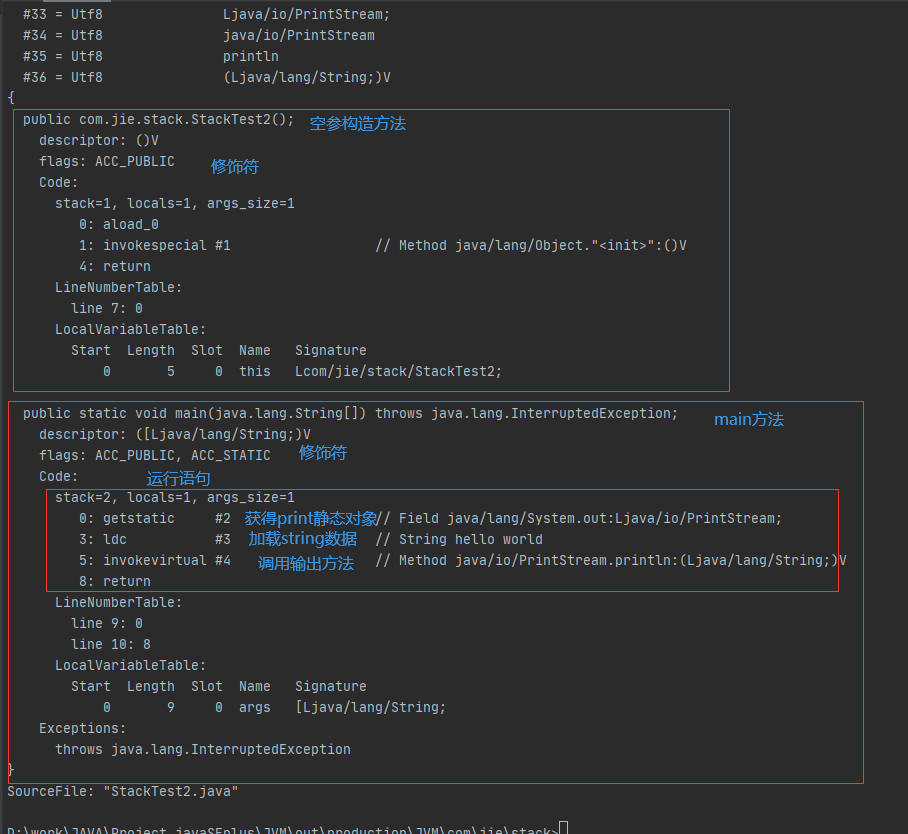 #33 = Utf8               Ljava/io/PrintStream;
#34 = Utf8               java/io/PrintStream
#35 = Utf8               println
#36 = Utf8               (Ljava/lang/String;)V
{
public com.jie.stack.StackTest2(); 空参构造方法
descriptor: ()V
flags: ACC_PUBLIC 修饰符
Code:
stack=1, locals=1, args_size=1
0: aload_0
1: invokespecial #1                  // Method java/lang/Object."<init>":()V
4: return
LineNumberTable:
line 7: 0
LocalVariableTable:
Start  Length  Slot  Name   Signature
0       5     0  this   Lcom/jie/stack/StackTest2;
public static void main(java.lang.String[]) throws java.lang.InterruptedException; main方法
descriptor: ([Ljava/lang/String;)V
flags: ACC_PUBLIC, ACC_STATIC 修饰符
Code: 运行语句
stack=2, locals=1, args_size=1
0: getstatic     #2 获得print静态对象 // Field java/lang/System.out:Ljava/io/PrintStream;
3: ldc           #3 加载string数据 // String hello world
5: invokevirtual #4 调用输出方法 // Method java/io/PrintStream.println:(Ljava/lang/String;)V
8: return
LineNumberTable:
line 9: 0
line 10: 8
LocalVariableTable:
Start  Length  Slot  Name   Signature
0       9     0  args   [Ljava/lang/String;
Exceptions:
throws java.lang.InterruptedException
}
SourceFile: "StackTest2.java"
D:\work\JAVA\Project_javaSEplus\JVM\out\production\JVM\com\jie\stack>